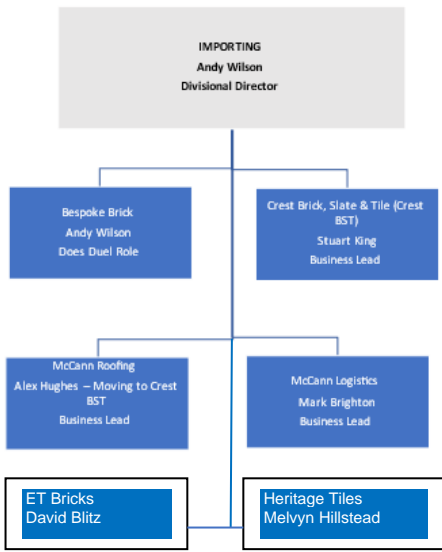 IMPORTING
Andy Wilson
Divisional Director
Bespoke Brick
Andy Wilson
Does Duel Role
Crest Brick, Slate & Tile (Crest
BST)
Stuart King
Business Lead
McCann Roofing
Alex Hughes – Moving to Crest
BST
Business Lead
McCann Logistics
Mark Brighton
Business Lead
ET Bricks
David Blitz
Heritage Tiles
Melvyn Hillstead